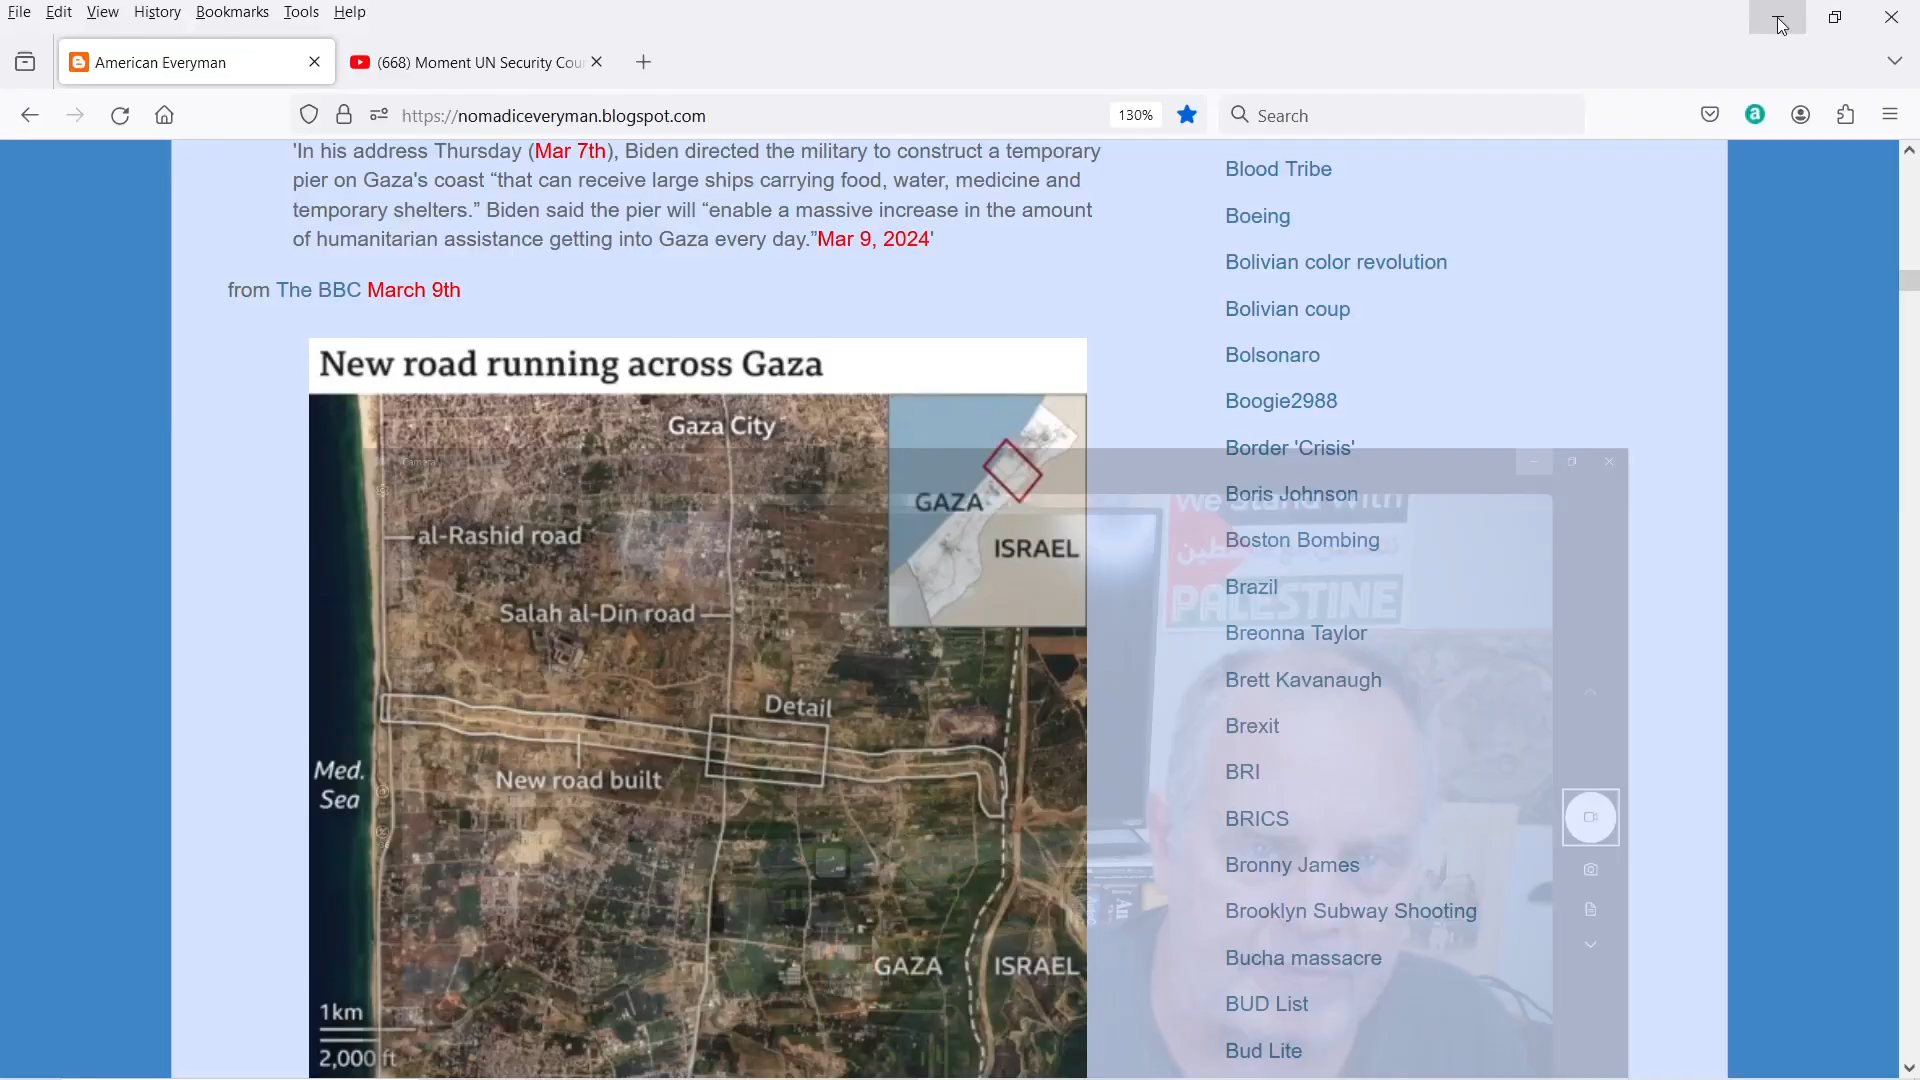 File Edit View History Bookmarks Tools Help
American Everyman
(668) Moment UN Security Cou
https://nomadiceveryman.blogspot.com
130%
Search
'In his address Thursday (Mar 7th), Biden directed the military to construct a temporary
pier on Gaza's coast “that can receive large ships carrying food, water, medicine and
temporary shelters.” Biden said the pier will “enable a massive increase in the amount
of humanitarian assistance getting into Gaza every day.”Mar 9, 2024'
from The BBC March 9th
New road running across Gaza
Gaza City
GAZA
ISRAEL
al-Rashid road
Salah al-Din road
Detail
New road built
Med.
Sea
GAZA
ISRAEL
1km
2,000 ft
Blood Tribe
Boeing
Bolivian color revolution
Bolivian coup
Bolsonaro
Boogie2988
Border 'Crisis'
Boris Johnson
Boston Bombing
Brazil
Breonna Taylor
Brett Kavanaugh
Brexit
BRI
BRICS
Bronny James
Brooklyn Subway Shooting
Bucha massacre
BUD List
Bud Lite
Camera
We Stand With
PALESTINE